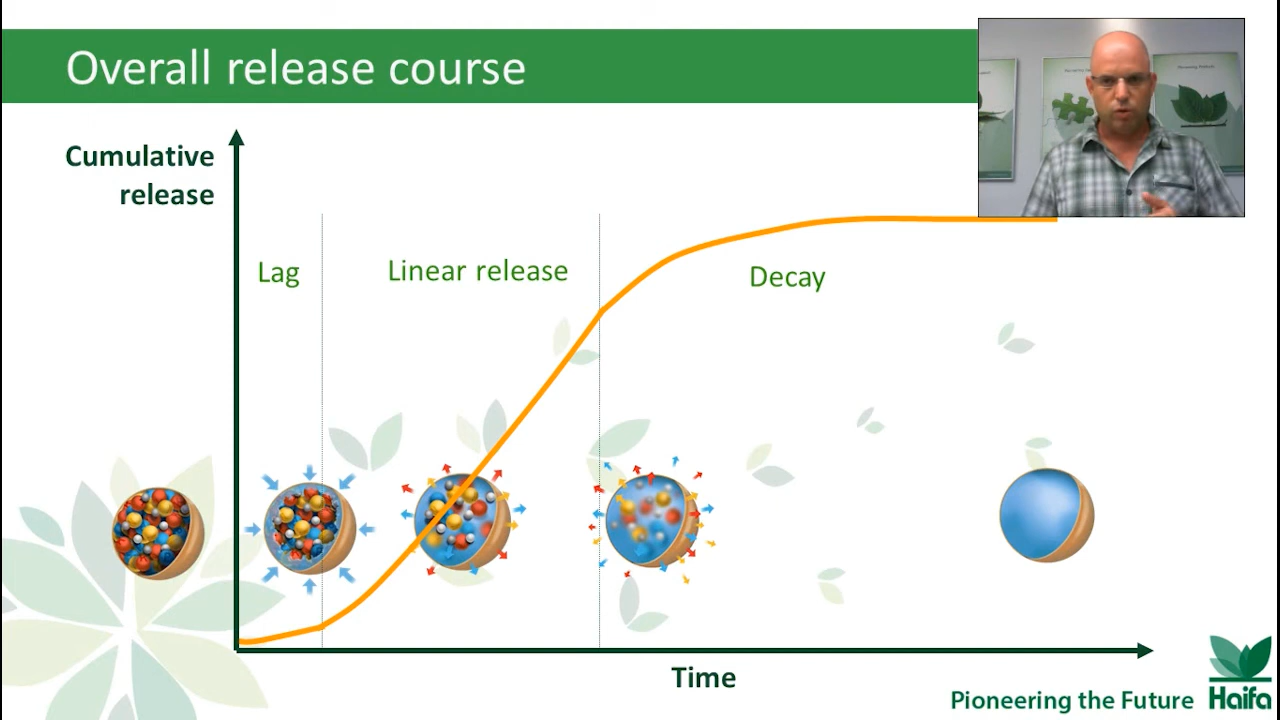 Overall release course
Cumulative
release
Lag
Linear release
Decay
Time
Pioneering the Future
Haifa